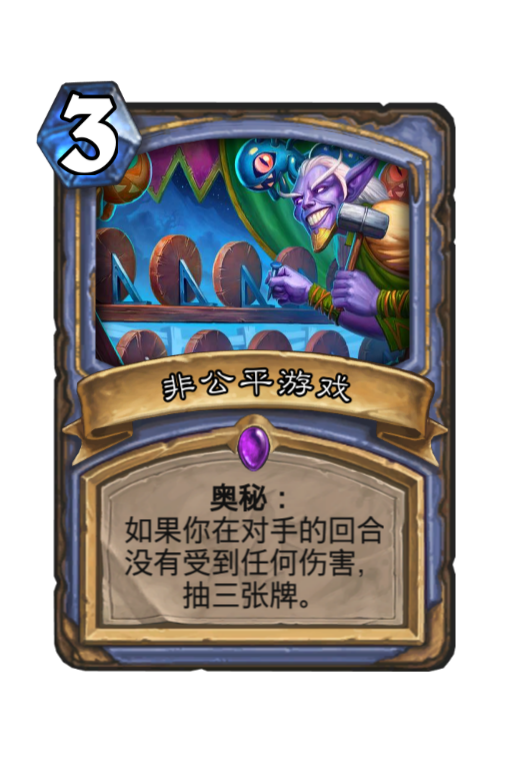 3
非公平游戏
奥秘：
如果你在对手的回合
没有受到任何伤害，
抽三张牌。